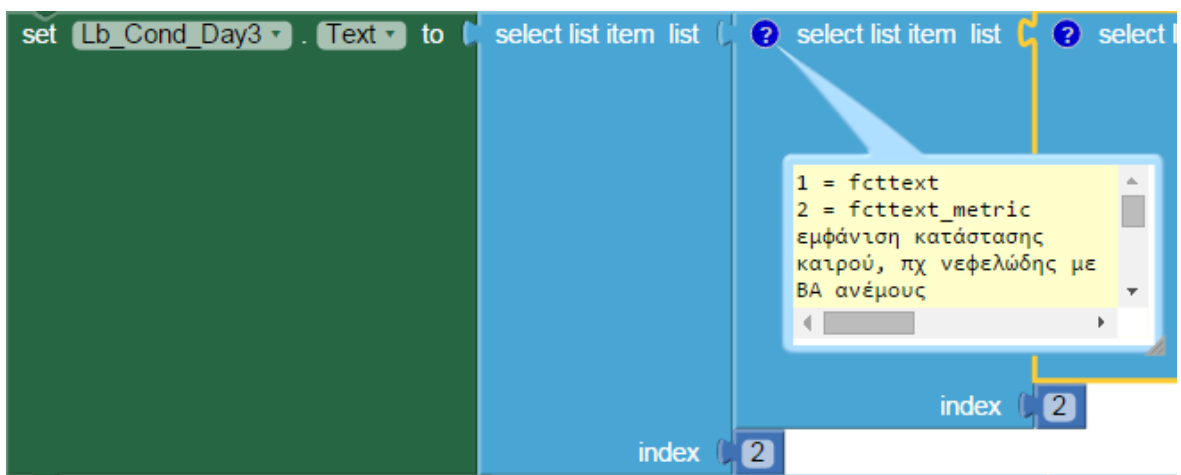 set Lb_Cond_Day3 . Text to select list item list ? select list item list ? select l
1 = fcttext
2 = fcttext_metric
εμφάνιση κατάστασης
καιρού, πχ νεφελώδης με
ΒΑ ανέμους
index 2
index 2